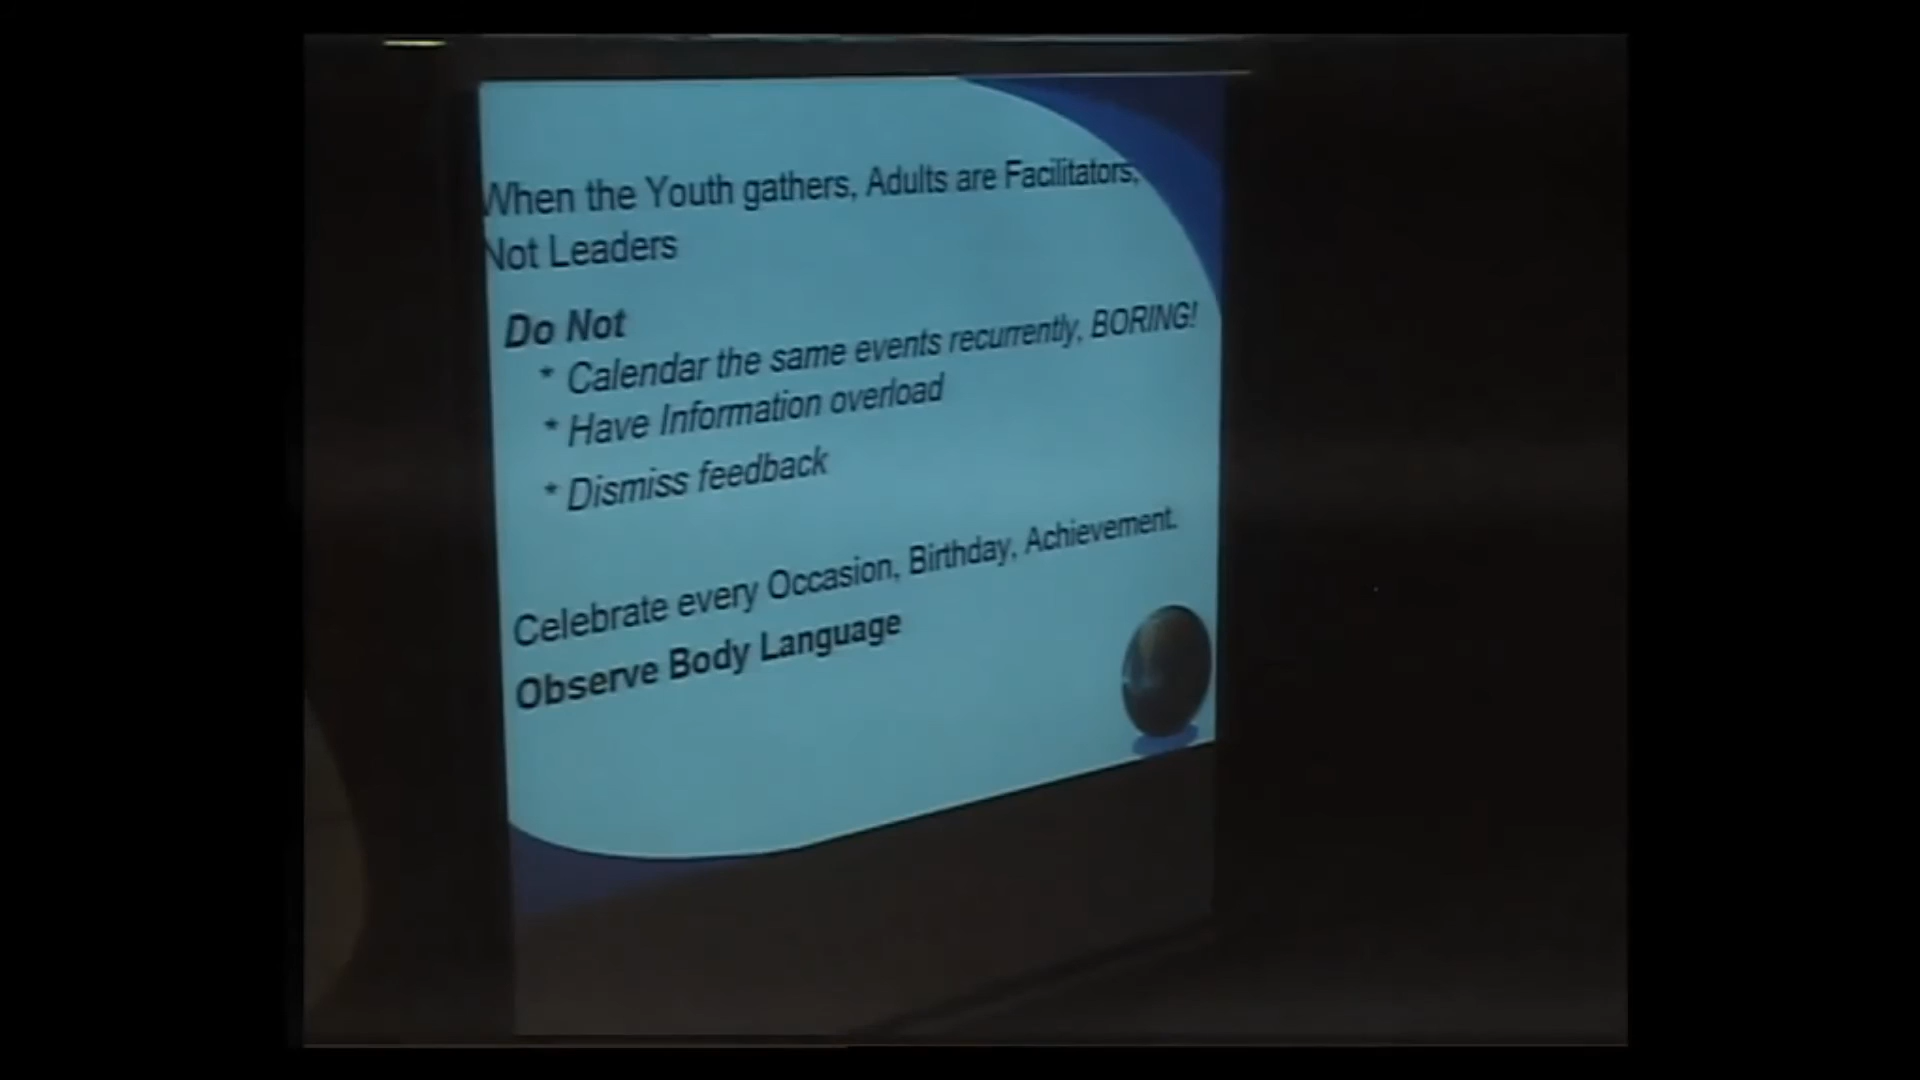 When the Youth gathers, Adults are Facilitators,
Not Leaders
Do Not
* Calendar the same events recurrently, BORING!
* Have Information overload
* Dismiss feedback
Celebrate every Occasion, Birthday, Achievement.
Observe Body Language